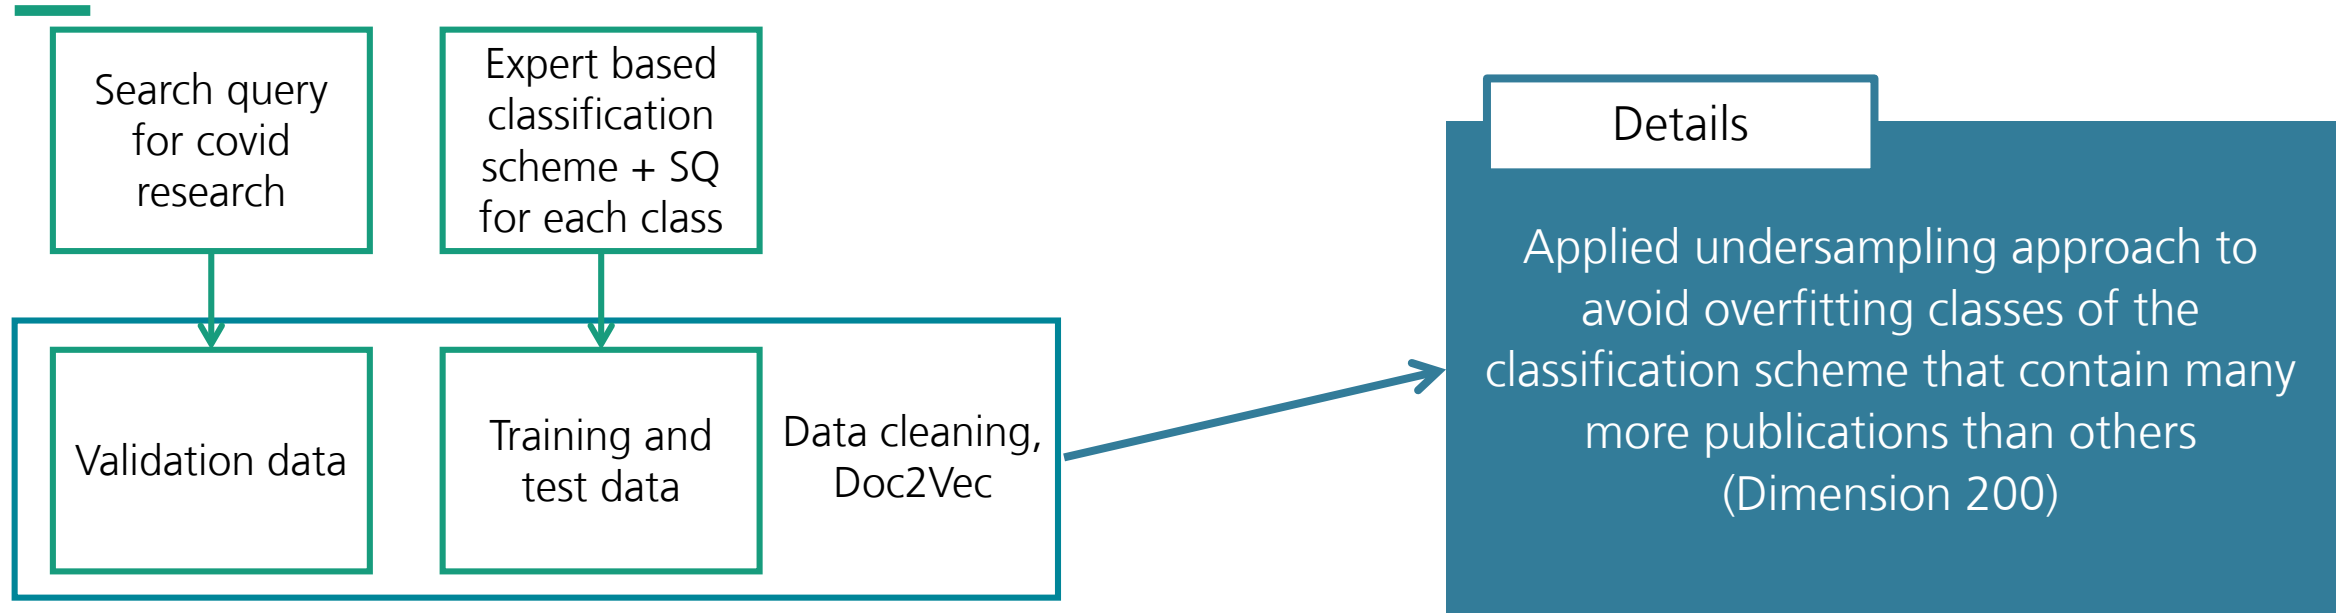 Search query
for covid
research
Expert based
classification
scheme + SQ
for each class
Validation data
Training and
test data
Data cleaning,
Doc2Vec
Details
Applied undersampling approach to
avoid overfitting classes of the
classification scheme that contain many
more publications than others
(Dimension 200)